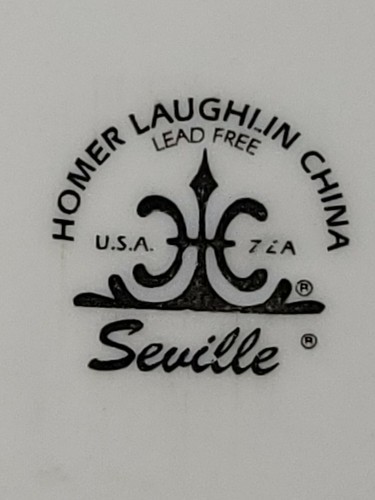 HOMER LAUGHLIN CHINA
LEAD FREE
U.S.A.
®
Seville ®